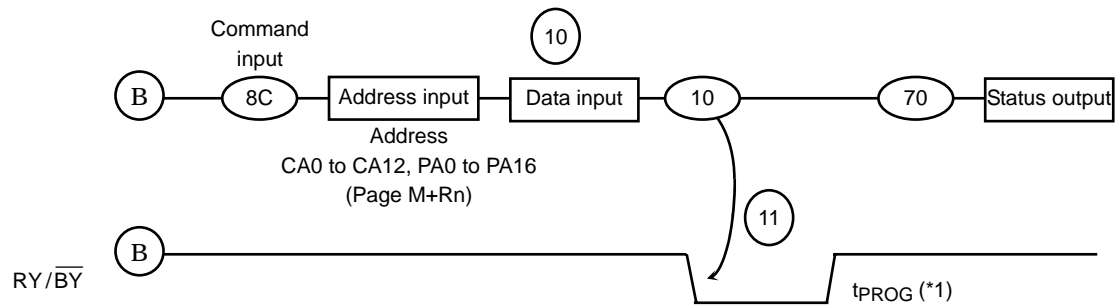 Command
input
10
B
8C
Address input
Data input
10
70
Status output
Address
CA0 to CA12, PA0 to PA16
(Page M+Rn)
11
B
RY/BY
tPROG (*1)